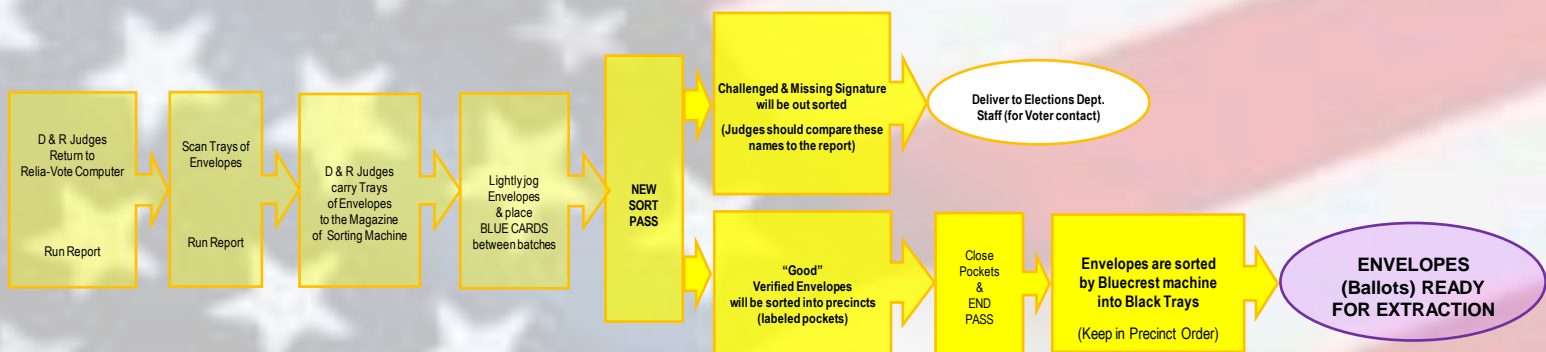 D & R Judges
Return to
Relia-Vote Computer
Run Report
Scan Trays of
Envelopes
Run Report
D & R Judges
carry Trays
of Envelopes
to the Magazine
of Sorting Machine
Lightly jog
Envelopes
& place
BLUE CARDS
between batches
NEW
SORT
PASS
Challenged & Missing Signature
will be out sorted
(Judges should compare these
names to the report)
Deliver to Elections Dept.
Staff (for Voter contact)
“Good”
Verified Envelopes
will be sorted into precincts
(labeled pockets)
Close
Pockets
&
END
PASS
Envelopes are sorted
by Bluecrest machine
into Black Trays
(Keep in Precinct Order)
ENVELOPES
(Ballots) READY
FOR EXTRACTION